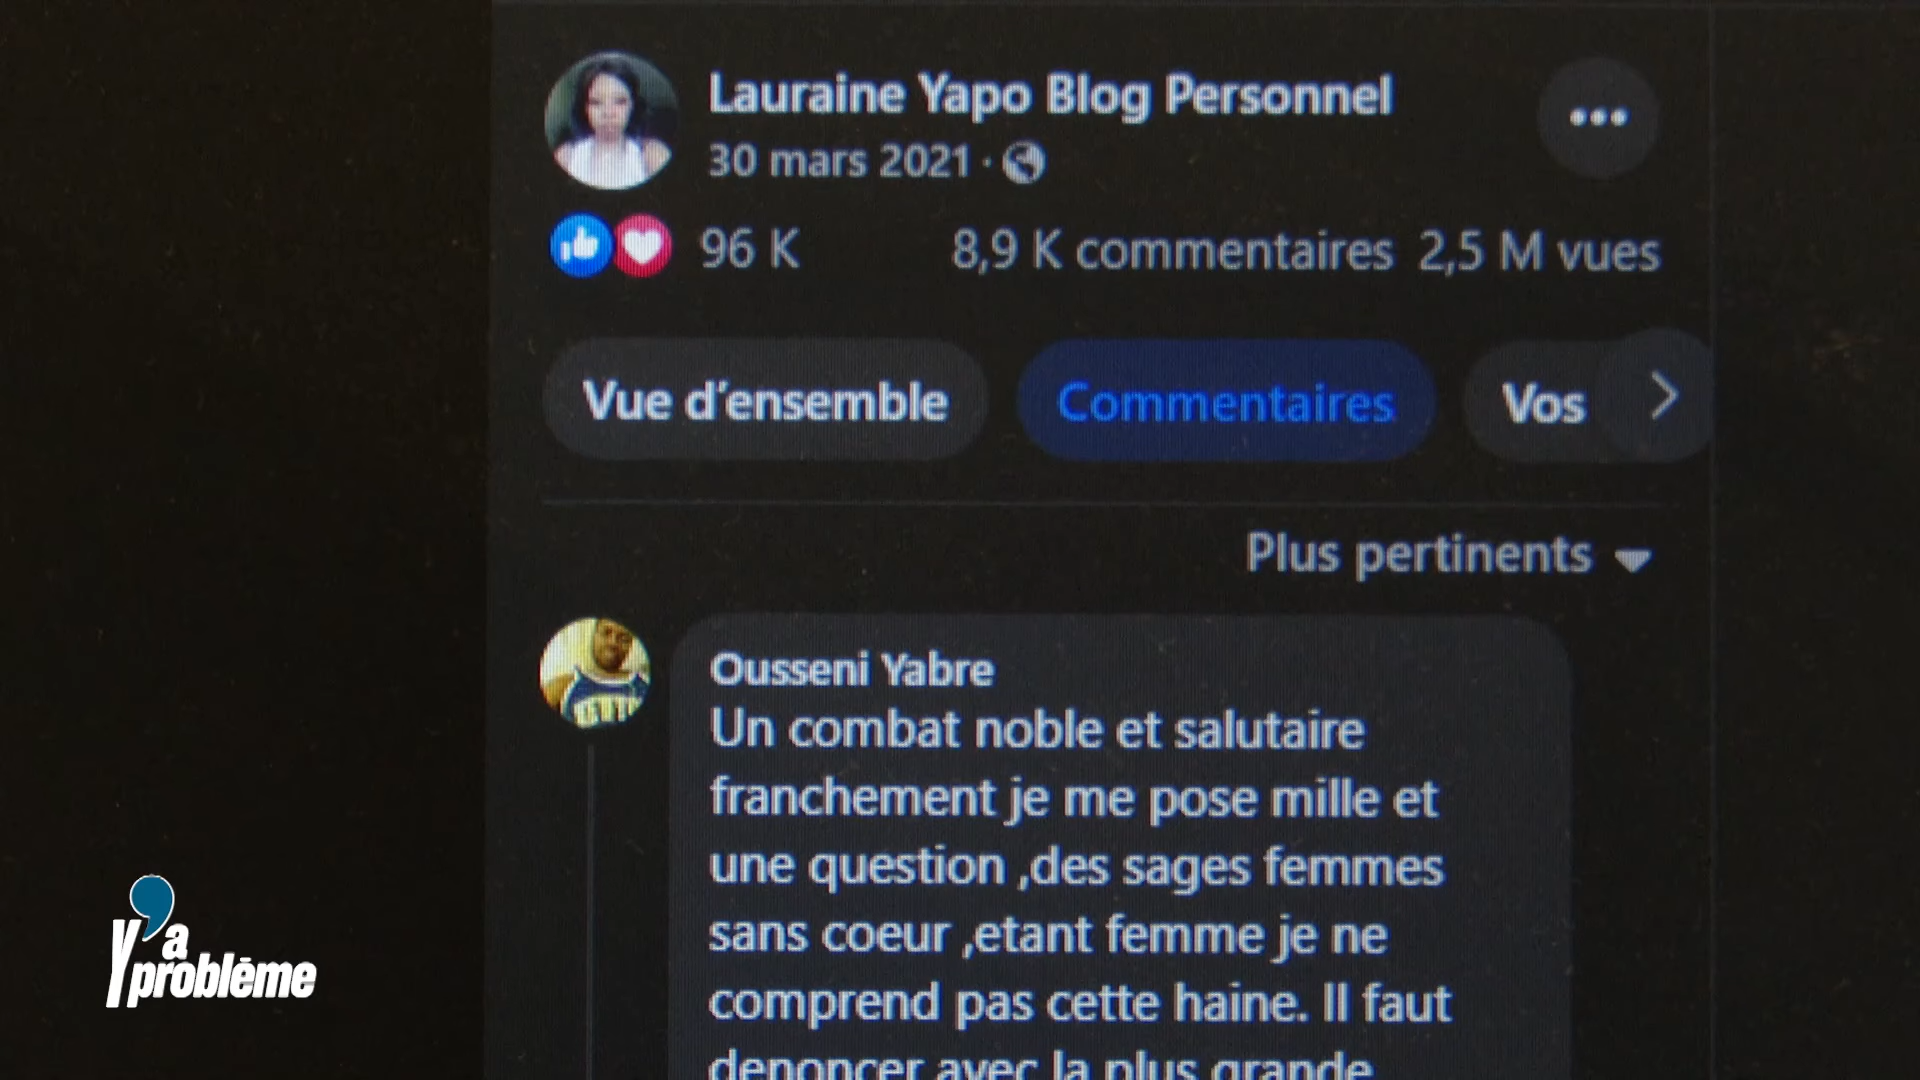 Lauraine Yapo Blog Personnel
30 mars 2021 ·
96 K 8,9 K commentaires 2,5 M vues
Vue d'ensemble Commentaires Vos
Plus pertinents
Ousseni Yabre
Un combat noble et salutaire
franchement je me pose mille et
une question ,des sages femmes
sans coeur ,etant femme je ne
comprend pas cette haine. Il faut
denoncer avec la plus grande
Y'a
problème